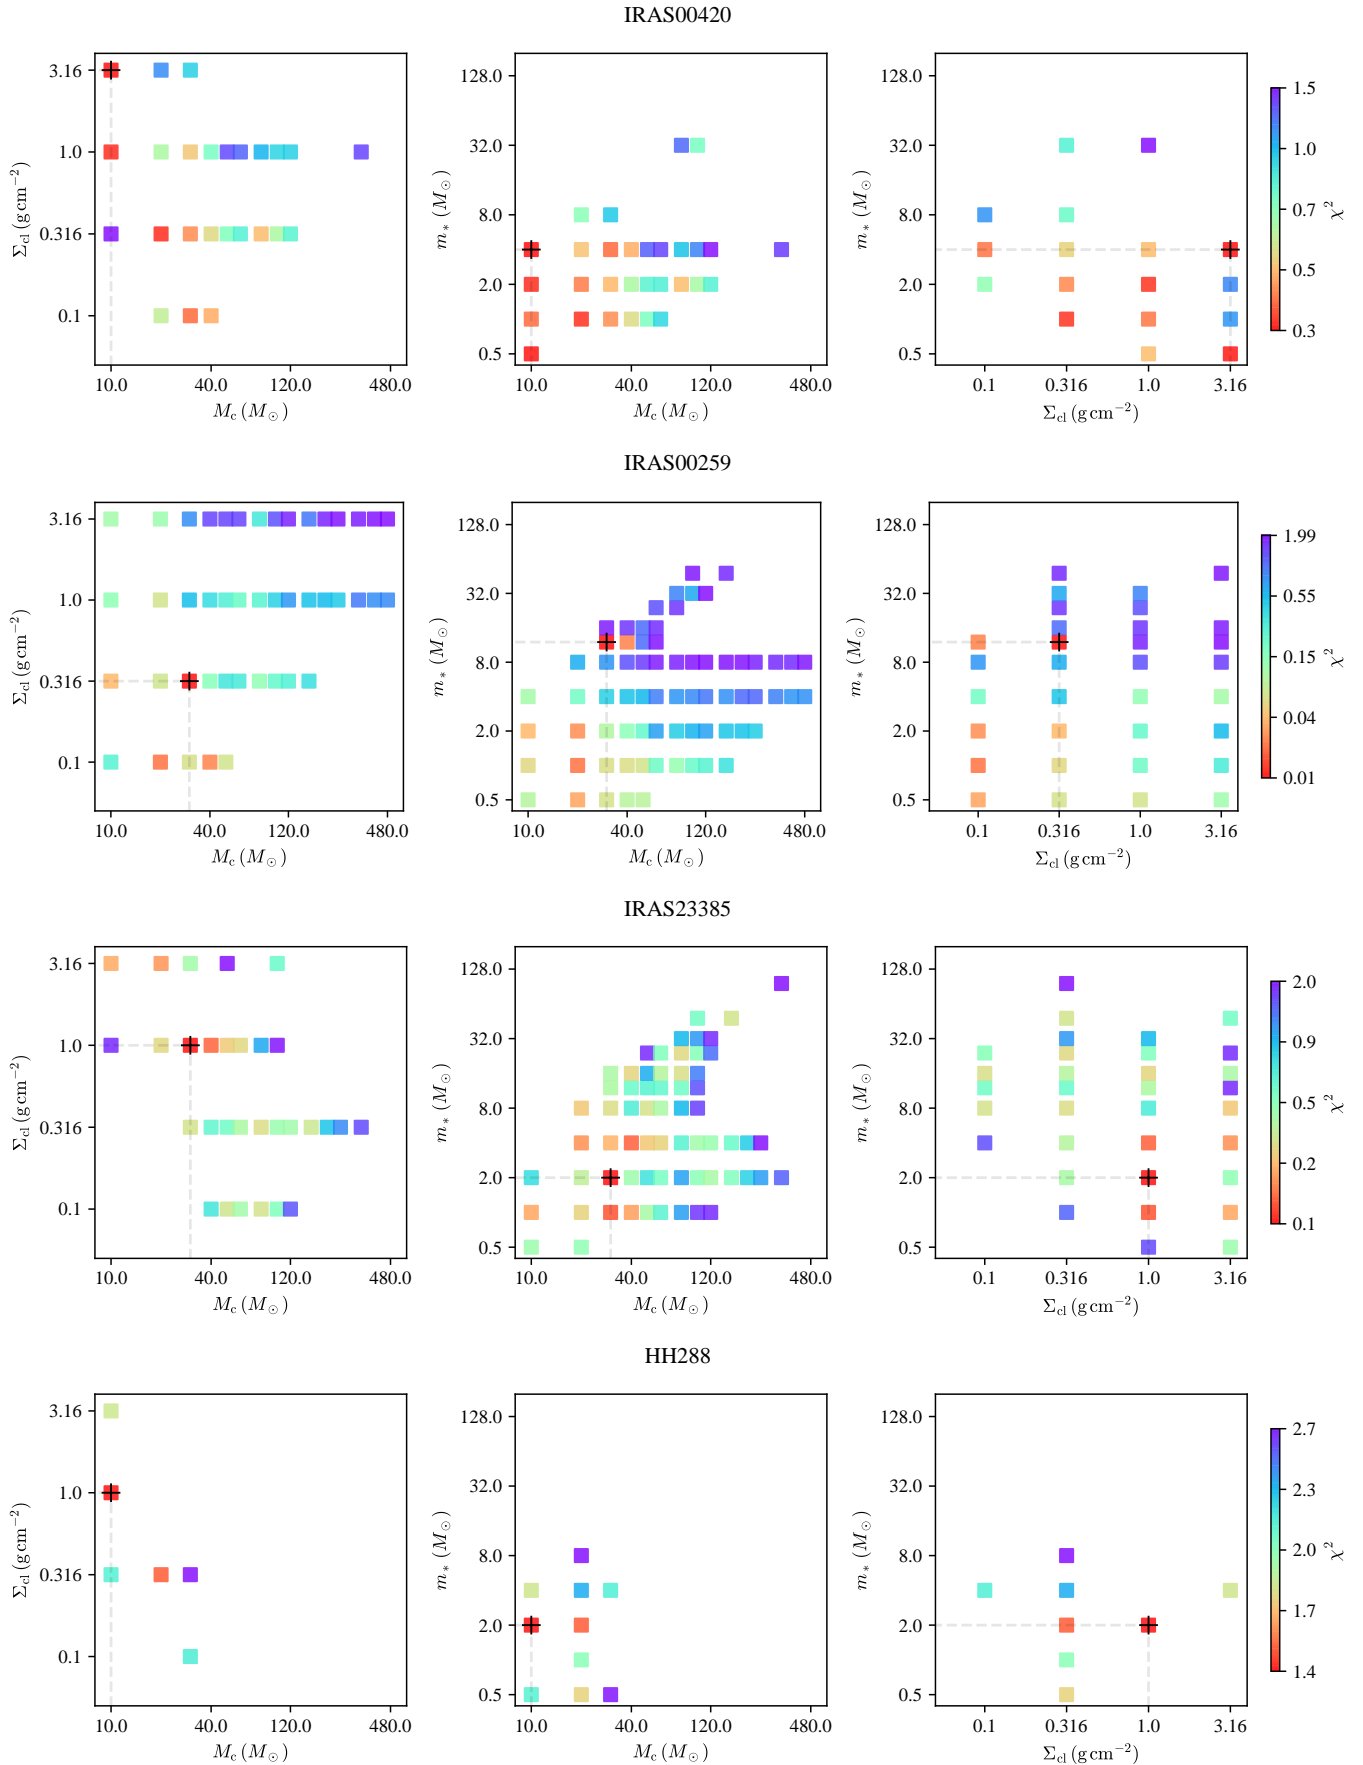 IRAS00420
3.16
1.0
0.316
0.1
Σcl (g cm−2)
10.0 40.0 120.0 480.0
Mc (M⊙)
128.0
32.0
8.0
2.0
0.5
m* (M⊙)
10.0 40.0 120.0 480.0
Mc (M⊙)
128.0
32.0
8.0
2.0
0.5
m* (M⊙)
0.1 0.316 1.0 3.16
Σcl (g cm−2)
1.5
1.0
0.7
0.5
0.3
χ2
IRAS00259
3.16
1.0
0.316
0.1
Σcl (g cm−2)
10.0 40.0 120.0 480.0
Mc (M⊙)
128.0
32.0
8.0
2.0
0.5
m* (M⊙)
10.0 40.0 120.0 480.0
Mc (M⊙)
128.0
32.0
8.0
2.0
0.5
m* (M⊙)
0.1 0.316 1.0 3.16
Σcl (g cm−2)
1.99
0.55
0.15
0.04
0.01
χ2
IRAS23385
3.16
1.0
0.316
0.1
Σcl (g cm−2)
10.0 40.0 120.0 480.0
Mc (M⊙)
128.0
32.0
8.0
2.0
0.5
m* (M⊙)
10.0 40.0 120.0 480.0
Mc (M⊙)
128.0
32.0
8.0
2.0
0.5
m* (M⊙)
0.1 0.316 1.0 3.16
Σcl (g cm−2)
2.0
0.9
0.5
0.2
0.1
χ2
HH288
3.16
1.0
0.316
0.1
Σcl (g cm−2)
10.0 40.0 120.0 480.0
Mc (M⊙)
128.0
32.0
8.0
2.0
0.5
m* (M⊙)
10.0 40.0 120.0 480.0
Mc (M⊙)
128.0
32.0
8.0
2.0
0.5
m* (M⊙)
0.1 0.316 1.0 3.16
Σcl (g cm−2)
2.7
2.3
2.0
1.7
1.4
χ2